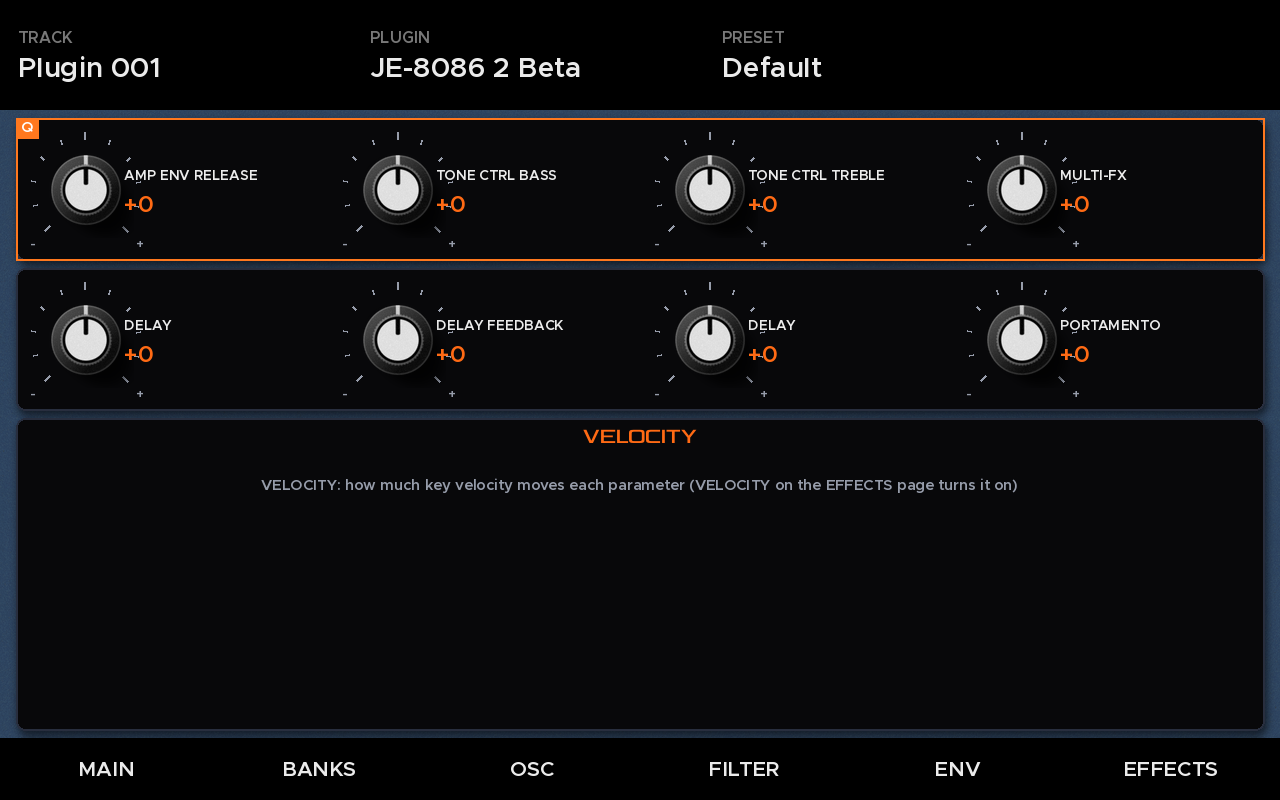 TRACK
Plugin 001
PLUGIN
JE-8086 2 Beta
PRESET
Default
Q
AMP ENV RELEASE
+0
- +
TONE CTRL BASS
+0
- +
TONE CTRL TREBLE
+0
- +
MULTI-FX
+0
- +
DELAY
+0
- +
DELAY FEEDBACK
+0
- +
DELAY
+0
- +
PORTAMENTO
+0
- +
VELOCITY
VELOCITY: how much key velocity moves each parameter (VELOCITY on the EFFECTS page turns it on)
MAIN BANKS OSC FILTER ENV EFFECTS